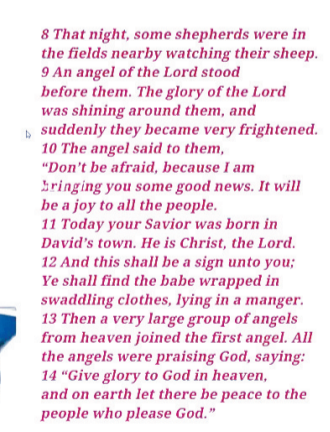 8 That night, some shepherds were in
the fields nearby watching their sheep.
9 An angel of the Lord stood
before them. The glory of the Lord
was shining around them, and
suddenly they became very frightened.
10 The angel said to them,
“Don't be afraid, because I am
bringing you some good news. It will
be a joy to all the people.
11 Today your Savior was born in
David's town. He is Christ, the Lord.
12 And this shall be a sign unto you;
Ye shall find the babe wrapped in
swaddling clothes, lying in a manger.
13 Then a very large group of angels
from heaven joined the first angel. All
the angels were praising God, saying:
14 “Give glory to God in heaven,
and on earth let there be peace to the
people who please God.”